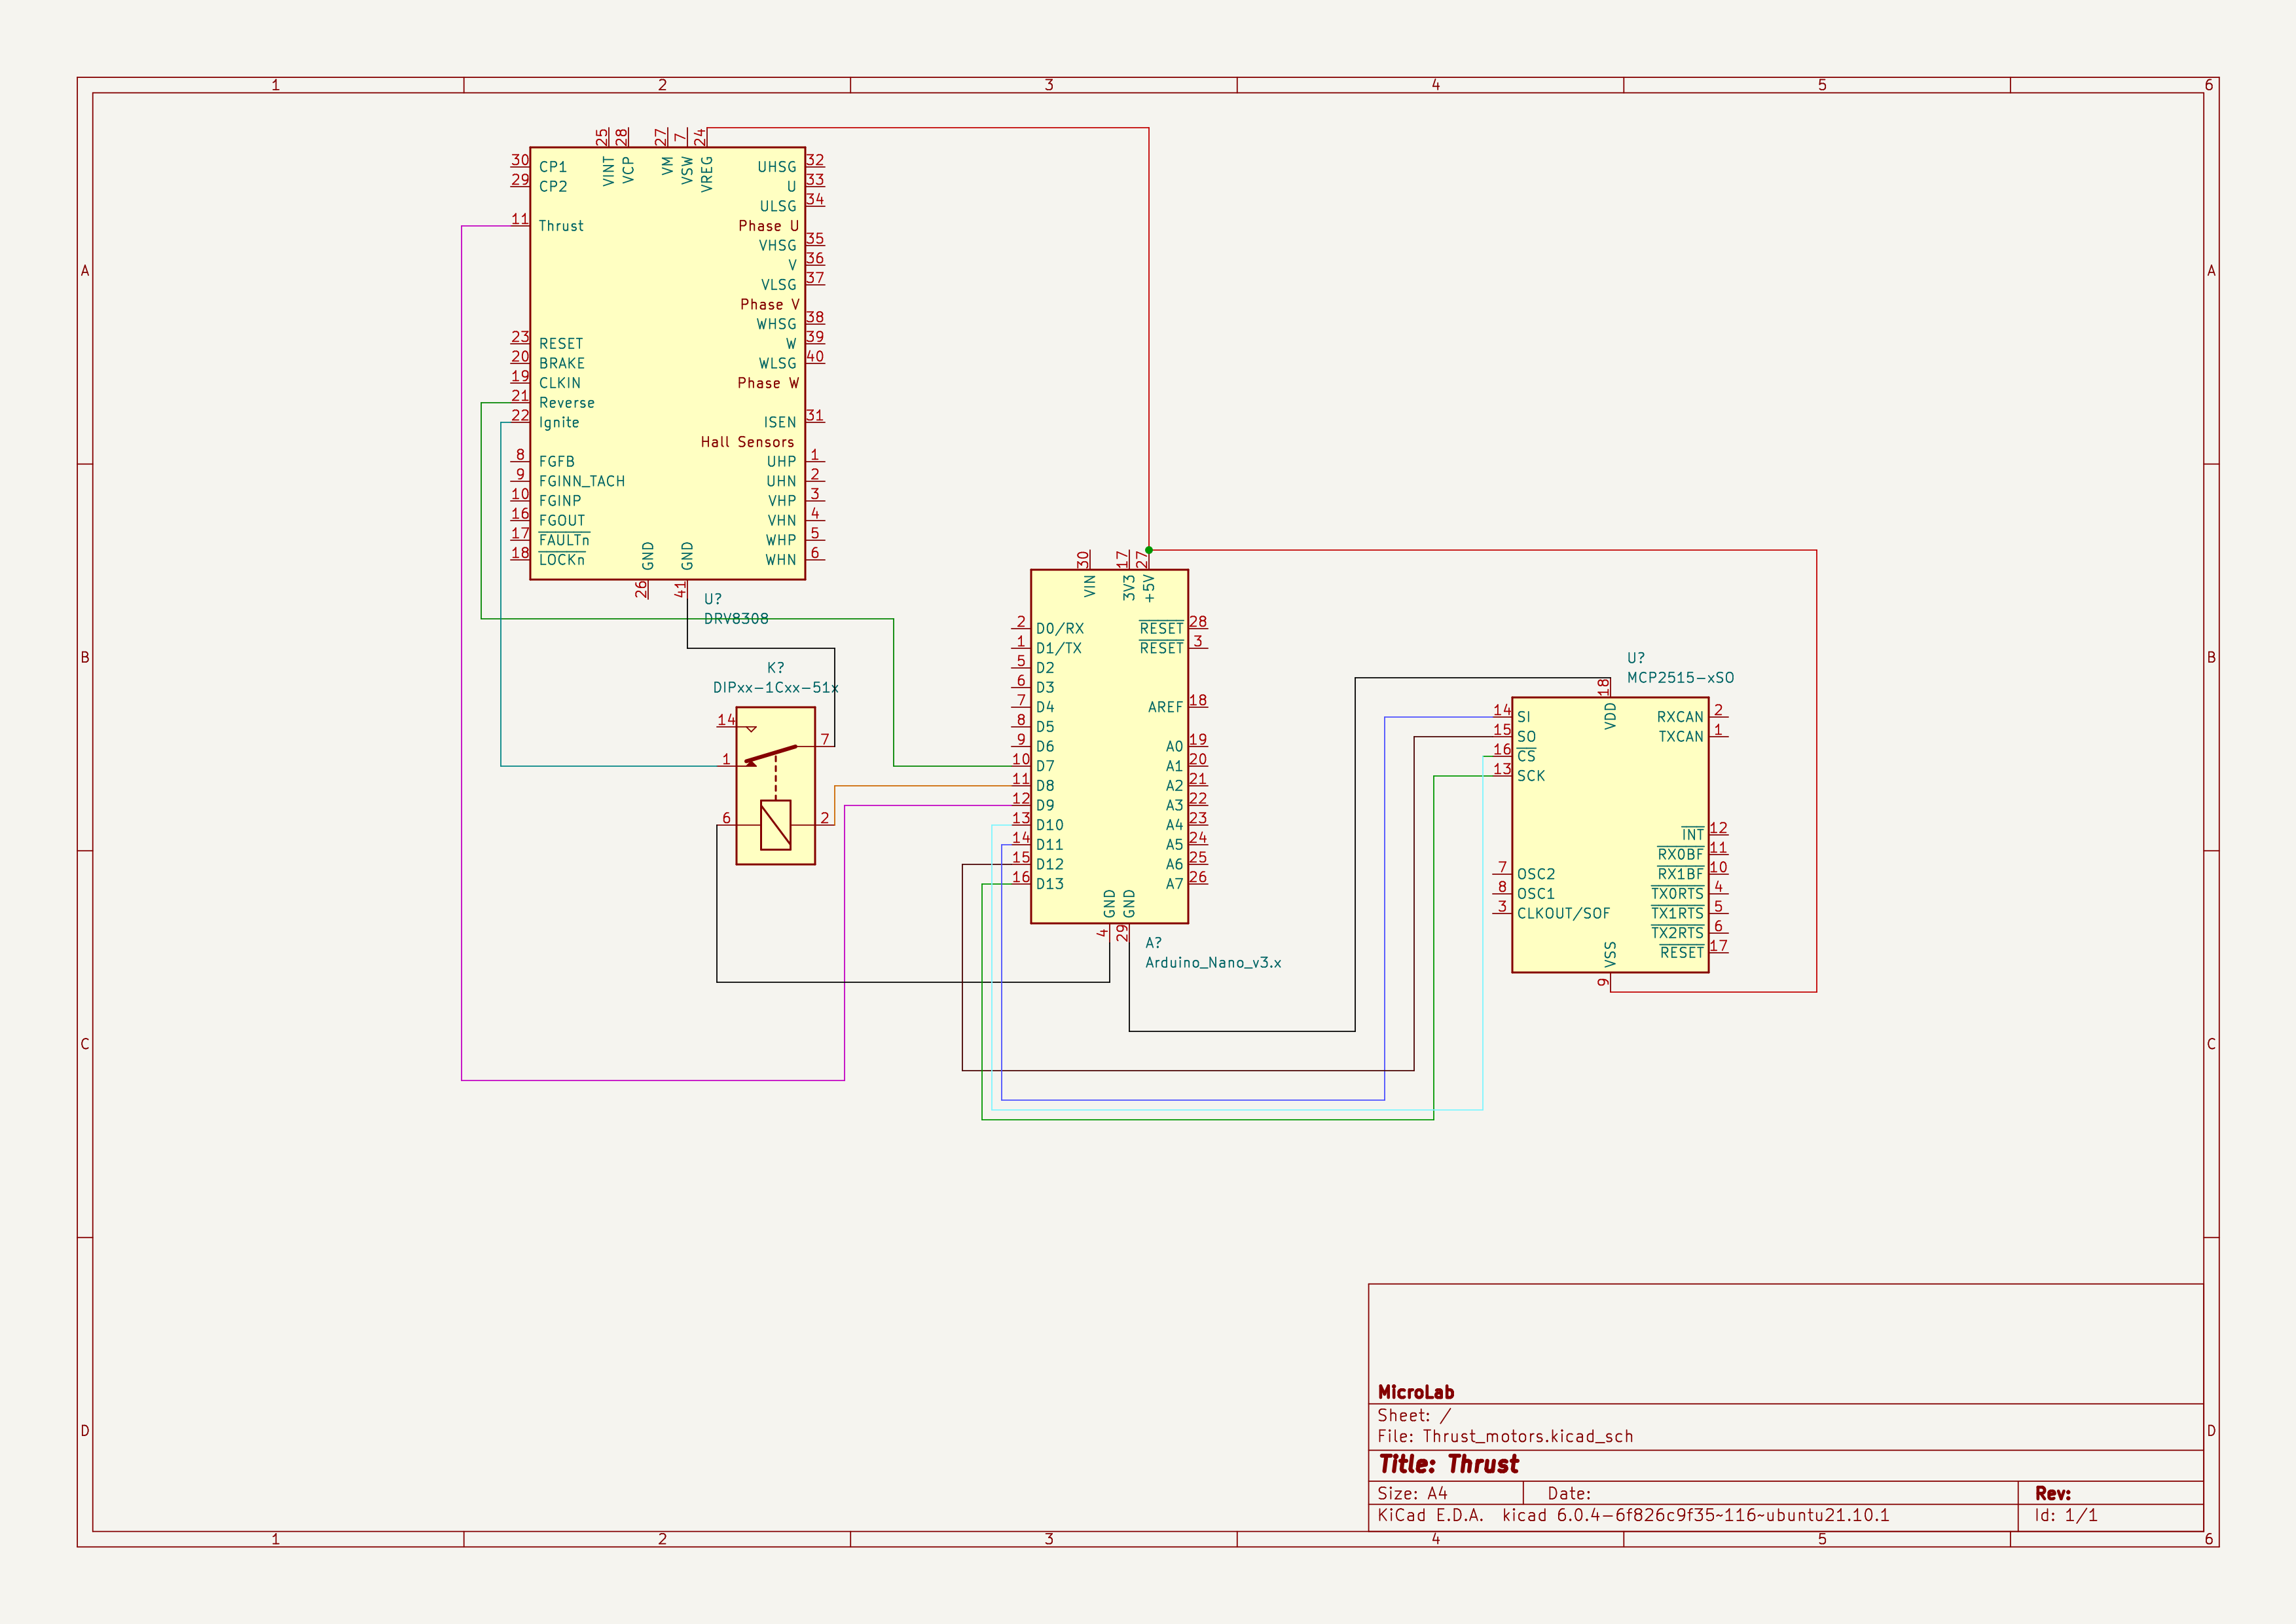 1 2 3 4 5 6
A A
B B
C C
D D
25 28 27 7 24
VINT VCP VM VSW VREG
30 CP1 UHSG 32
29 CP2 U 33
ULSG 34
11 Thrust Phase U
VHSG 35
V 36
VLSG 37
Phase V
WHSG 38
23 RESET W 39
20 BRAKE WLSG 40
19 CLKIN Phase W
21 Reverse
22 Ignite ISEN 31
Hall Sensors
8 FGFB UHP 1
9 FGINN_TACH UHN 2
10 FGINP VHP 3
16 FGOUT VHN 4
17 FAULTn WHP 5
18 LOCKn WHN 6
GND GND
26 41
U?
DRV8308
K?
DIPxx-1Cxx-51x
14
7
1
6 2
30 17 27
VIN 3V3 +5V
2 D0/RX RESET 28
1 D1/TX RESET 3
5 D2
6 D3
7 D4 AREF 18
8 D5
9 D6 A0 19
10 D7 A1 20
11 D8 A2 21
12 D9 A3 22
13 D10 A4 23
14 D11 A5 24
15 D12 A6 25
16 D13 A7 26
GND GND
4 29
A?
Arduino_Nano_v3.x
U?
MCP2515-xSO
18
VDD
14 SI RXCAN 2
15 SO TXCAN 1
16 CS
13 SCK
INT 12
RX0BF 11
7 OSC2 RX1BF 10
8 OSC1 TX0RTS 4
3 CLKOUT/SOF TX1RTS 5
TX2RTS 6
RESET 17
VSS
9
MicroLab
Sheet: /
File: Thrust_motors.kicad_sch
Title: Thrust
Size: A4 Date: Rev:
KiCad E.D.A. kicad 6.0.4-6f826c9f35~116~ubuntu21.10.1 Id: 1/1
1 2 3 4 5 6